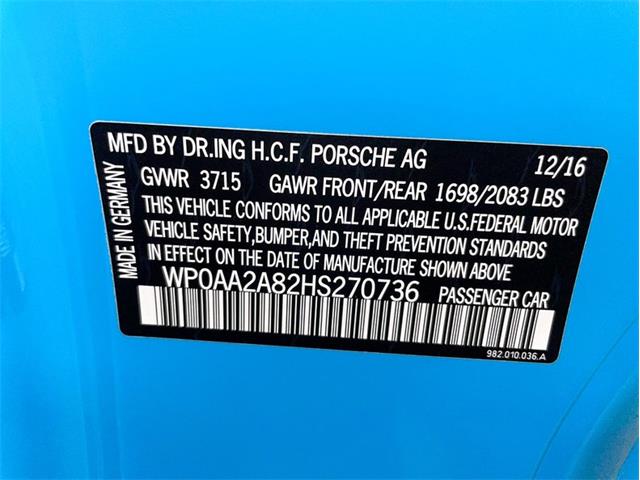 MFD BY DR.ING H.C.F. PORSCHE AG 12/16
GVWR 3715 GAWR FRONT/REAR 1698/2083 LBS
THIS VEHICLE CONFORMS TO ALL APPLICABLE U.S.FEDERAL MOTOR
VEHICLE SAFETY,BUMPER,AND THEFT PREVENTION STANDARDS
IN EFFECT ON THE DATE OF MANUFACTURE SHOWN ABOVE
WP0AA2A82HS270736 PASSENGER CAR
982.010.036.A
MADE IN GERMANY